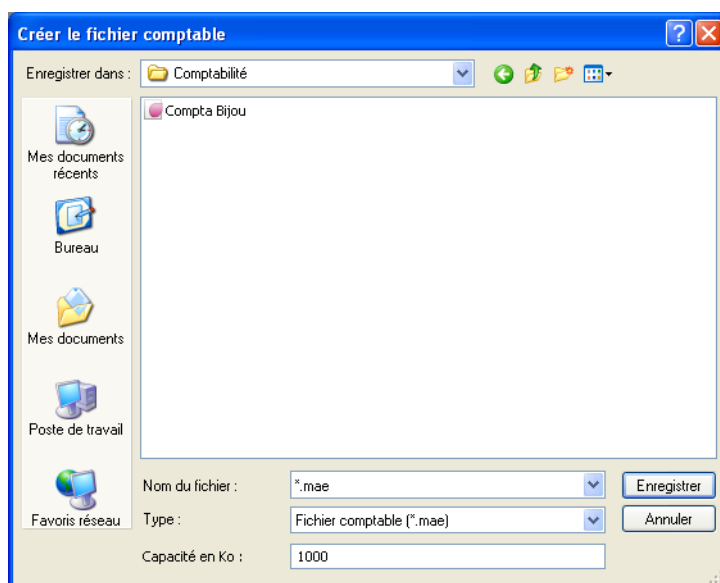 Créer le fichier comptable
Enregistrer dans :
Comptabilité
Compta Bijou
Mes documents
récents
Bureau
Mes documents
Poste de travail
Favoris réseau
Nom du fichier :
*.mae
Enregistrer
Type :
Fichier comptable (*.mae)
Annuler
Capacité en Ko :
1000